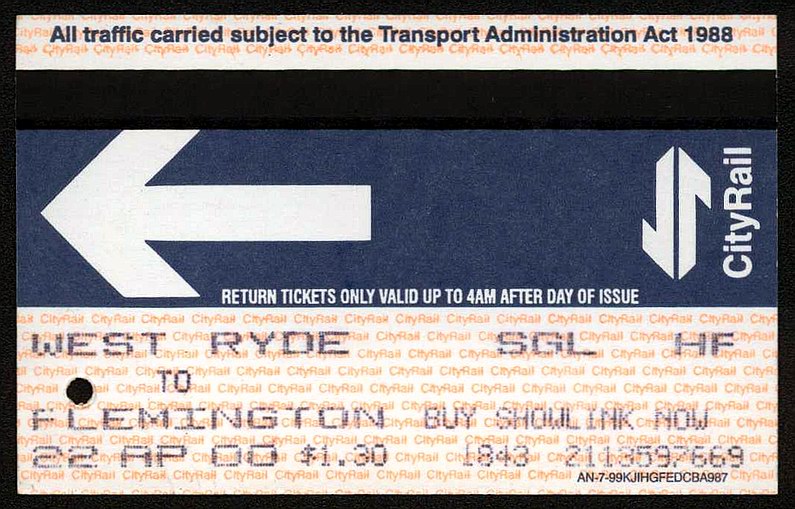 All traffic carried subject to the Transport Administration Act 1988
CityRail
RETURN TICKETS ONLY VALID UP TO 4AM AFTER DAY OF ISSUE
WEST RYDE SGL HF
TO
FLEMINGTON BUY SHOWLINK NOW
22 AP 00 $1.30 1843 211359/669
AN-7-99KJIHGFEDCBA987